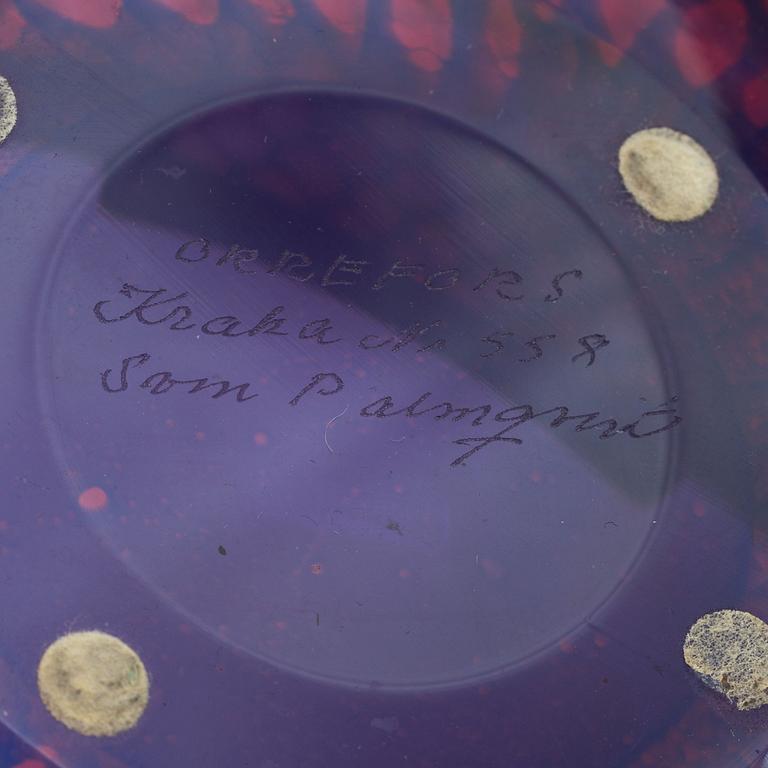 ORREFORS
Kraka Nr 558
Sven Palmqvist